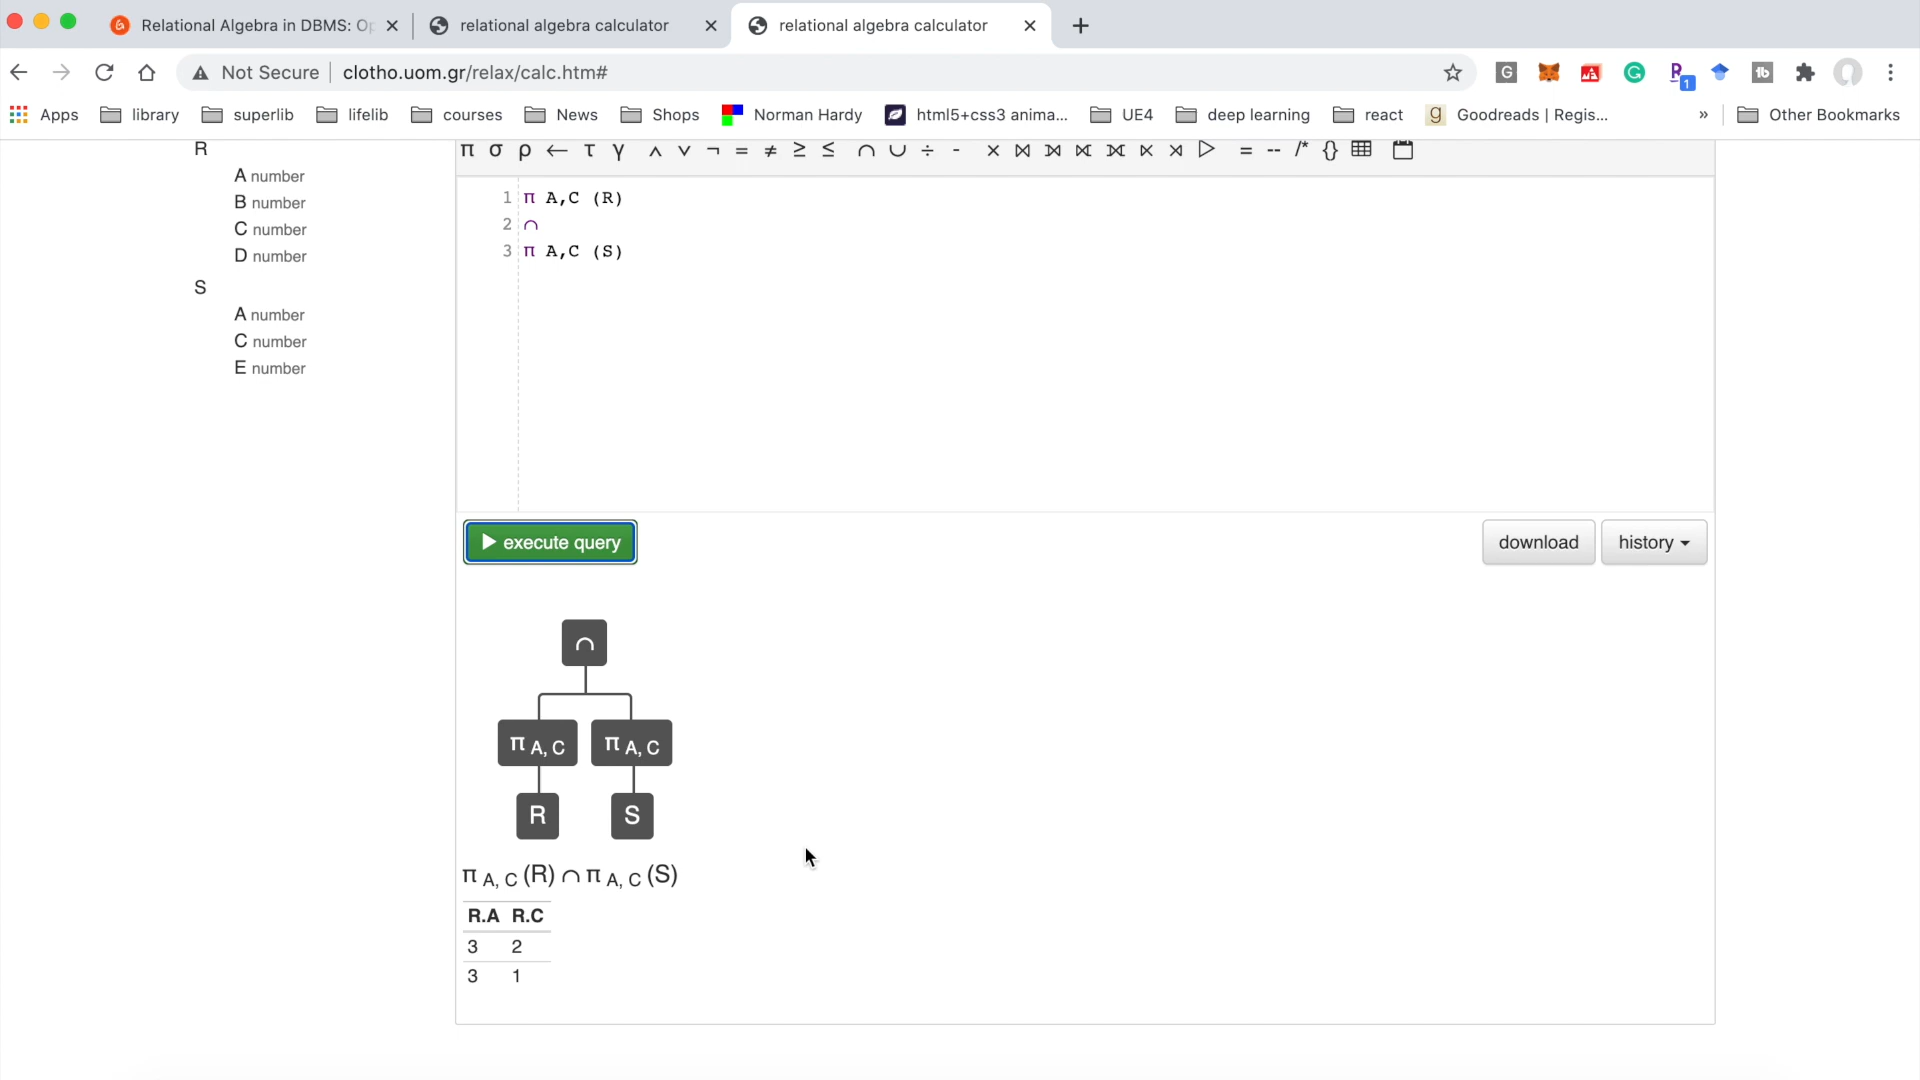 Relational Algebra in DBMS: Op
relational algebra calculator
relational algebra calculator
Not Secure
clotho.uom.gr/relax/calc.htm#
Apps
library
superlib
lifelib
courses
News
Shops
Norman Hardy
html5+css3 anima...
UE4
deep learning
react
Goodreads | Regis...
»
Other Bookmarks
R
A number
B number
C number
D number
S
A number
C number
E number
π σ ρ ← τ γ ∧ ∨ ¬ = ≠ ≥ ≤ ∩ ∪ ÷ - ⨯ ⨝ ⟕ ⟖ ⟗ ⋉ ⋊ ▷ = -- /* {}
1 π A,C (R)
2 ∩
3 π A,C (S)
execute query
download
history
∩
π A, C
π A, C
R
S
π A, C (R) ∩ π A, C (S)
R.A R.C
3 2
3 1